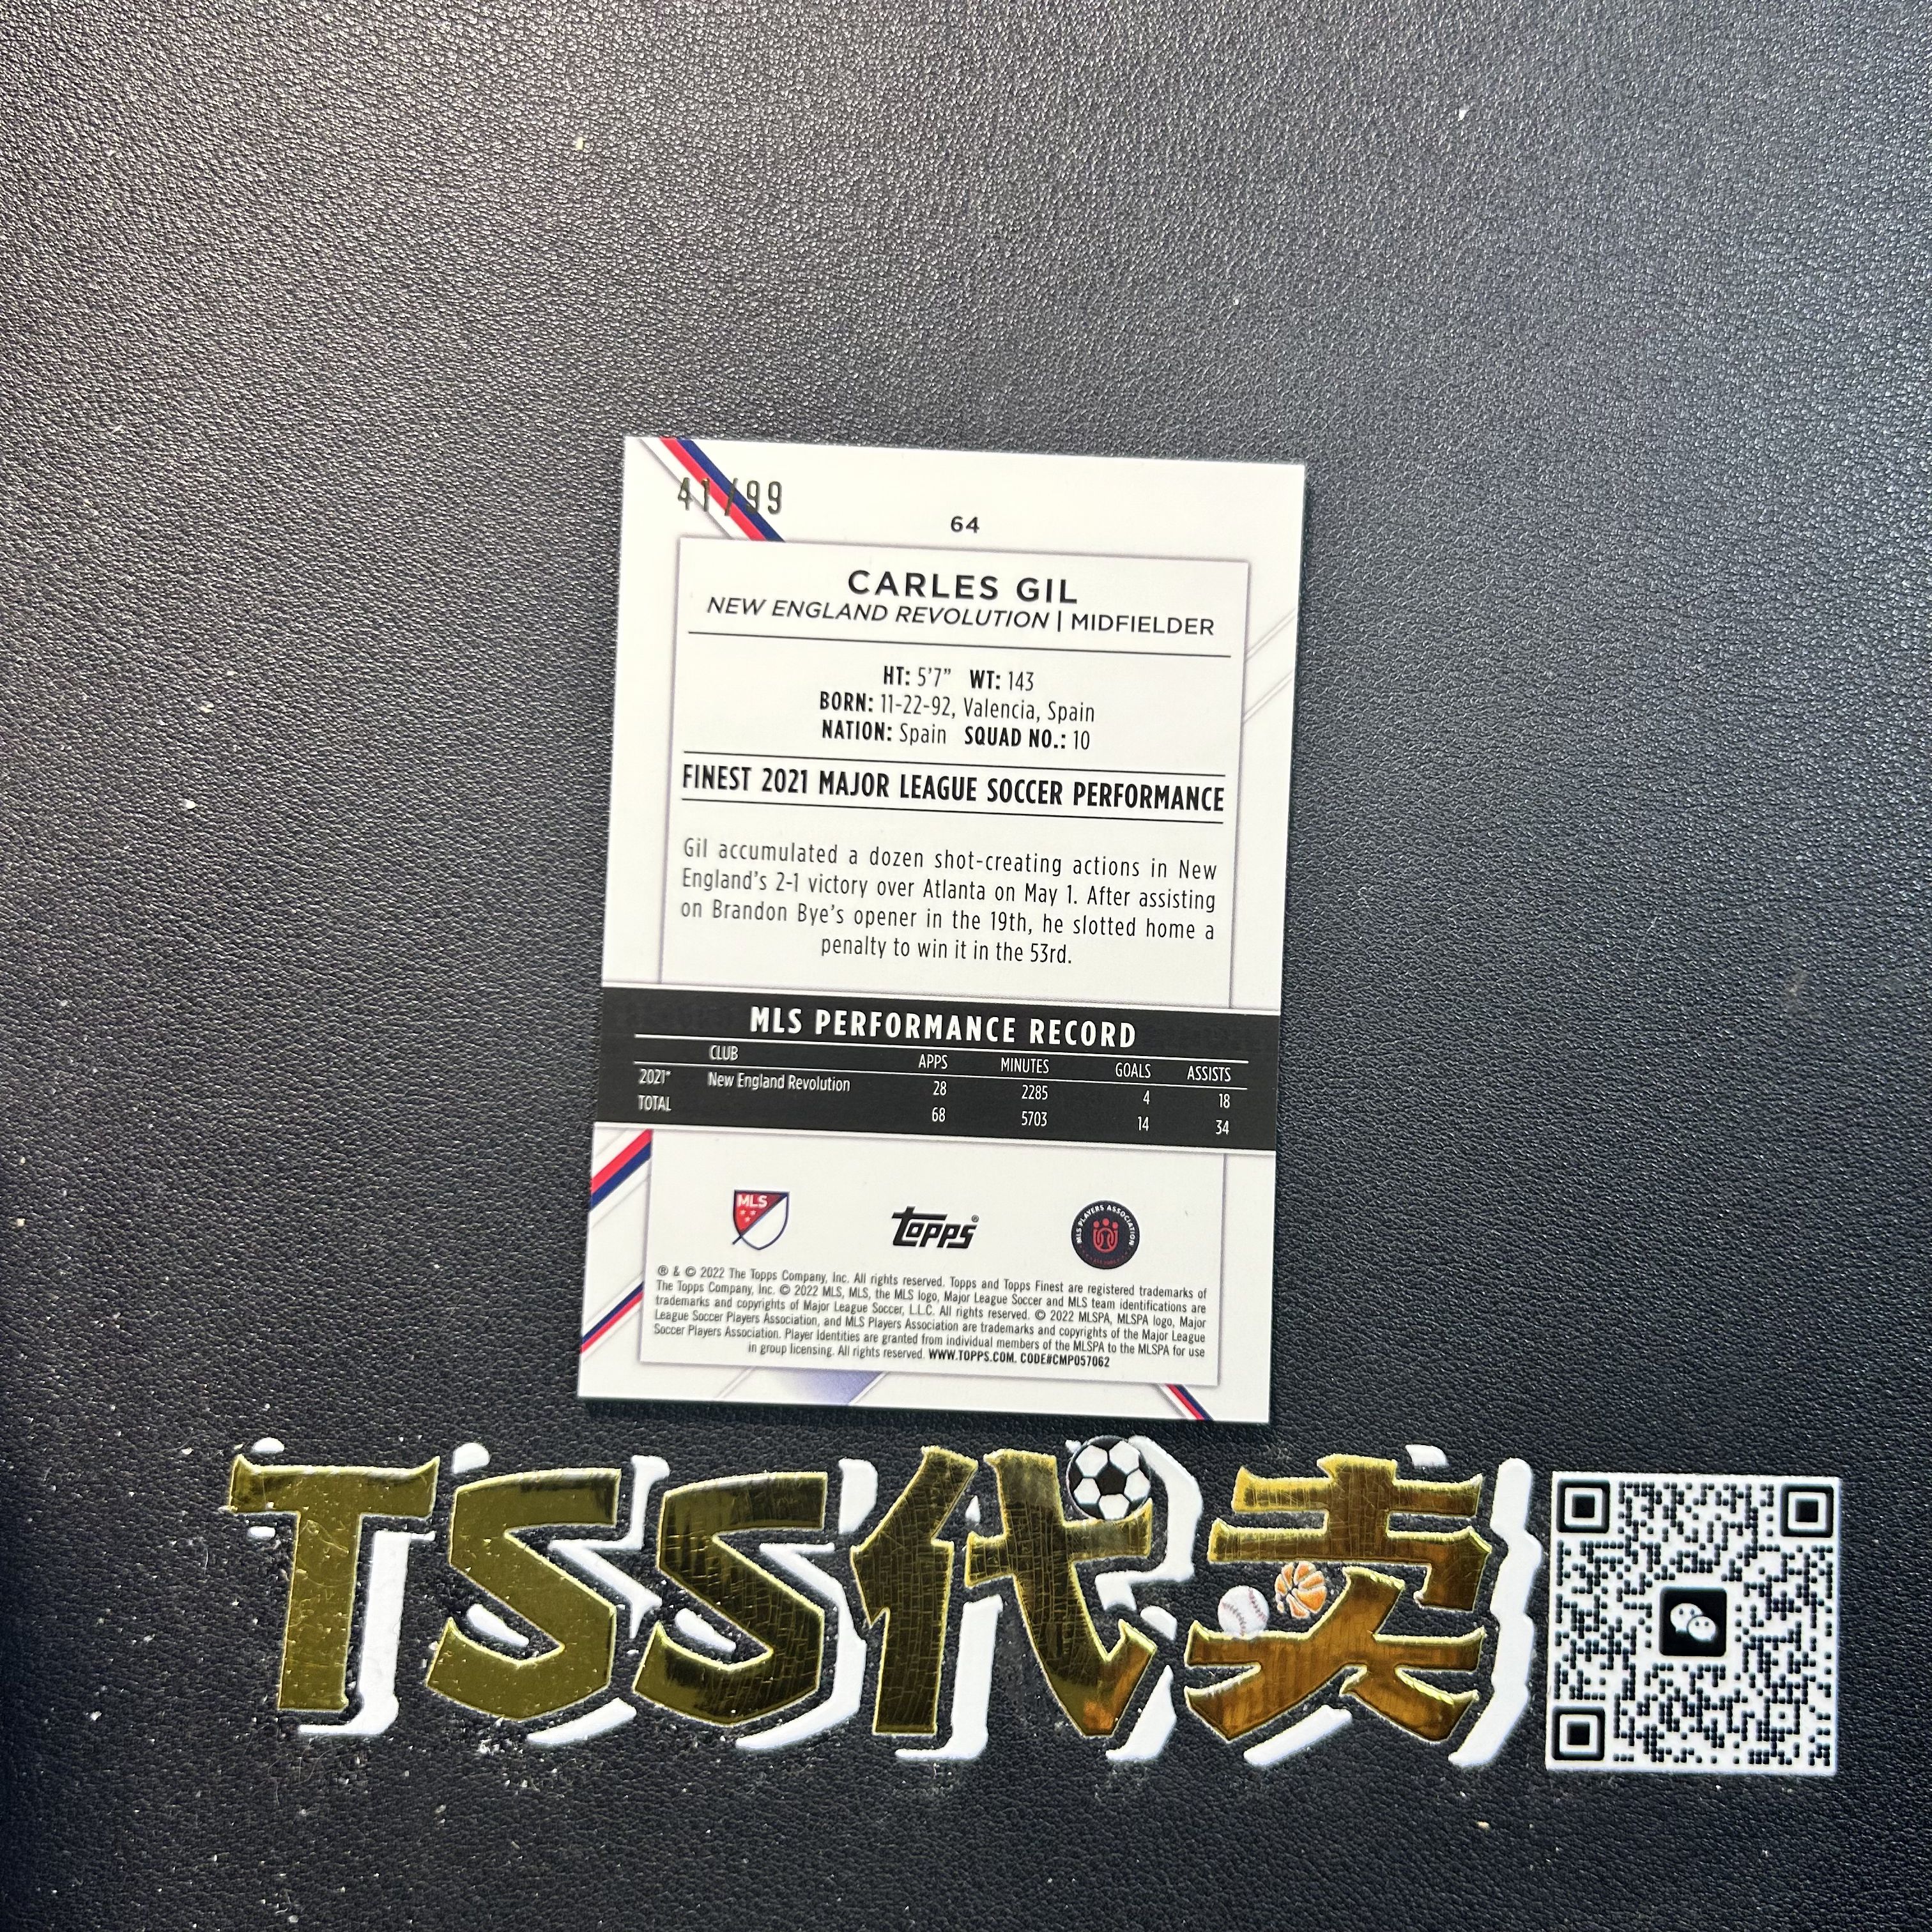 41/99
64
CARLES GIL
NEW ENGLAND REVOLUTION | MIDFIELDER
HT: 5'7" WT: 143
BORN: 11-22-92, Valencia, Spain
NATION: Spain SQUAD NO.: 10
FINEST 2021 MAJOR LEAGUE SOCCER PERFORMANCE
Gil accumulated a dozen shot-creating actions in New
England's 2-1 victory over Atlanta on May 1. After assisting
on Brandon Bye's opener in the 19th, he slotted home a
penalty to win it in the 53rd.
MLS PERFORMANCE RECORD
CLUB APPS MINUTES GOALS ASSISTS
2021* New England Revolution 28 2285 4 18
TOTAL 68 5703 14 34
MLS
topps®
MLS PLAYERS ASSOCIATION
® & © 2022 The Topps Company, Inc. All rights reserved. Topps and Topps Finest are registered trademarks of
The Topps Company, Inc. © 2022 MLS, MLS, the MLS logo, Major League Soccer and MLS team identifications are
trademarks and copyrights of Major League Soccer, L.L.C. All rights reserved. © 2022 MLSPA, MLSPA logo, Major
League Soccer Players Association, and MLS Players Association are trademarks and copyrights of the Major League
Soccer Players Association. Player Identities are granted from individual members of the MLSPA to the MLSPA for use
in group licensing. All rights reserved. WWW.TOPPS.COM. CODE#CMP057062
TSS代卖